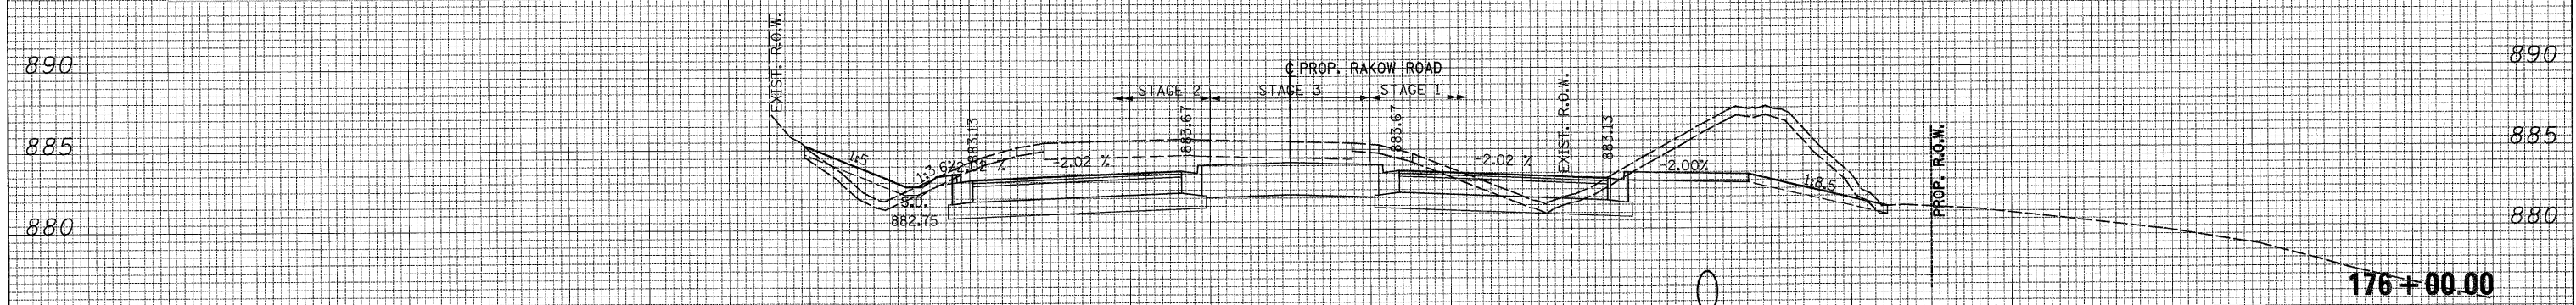 EXIST. R.O.W.
890
890
℄ PROP. RAKOW ROAD
STAGE 2
STAGE 3
STAGE 1
EXIST. R.O.W.
883.13
883.67
883.67
883.13
885
885
1:5
-2.02 %
-2.02 %
-2.00%
1:8.5
PROP. R.O.W.
S.D.
882.75
880
880
176+00.00